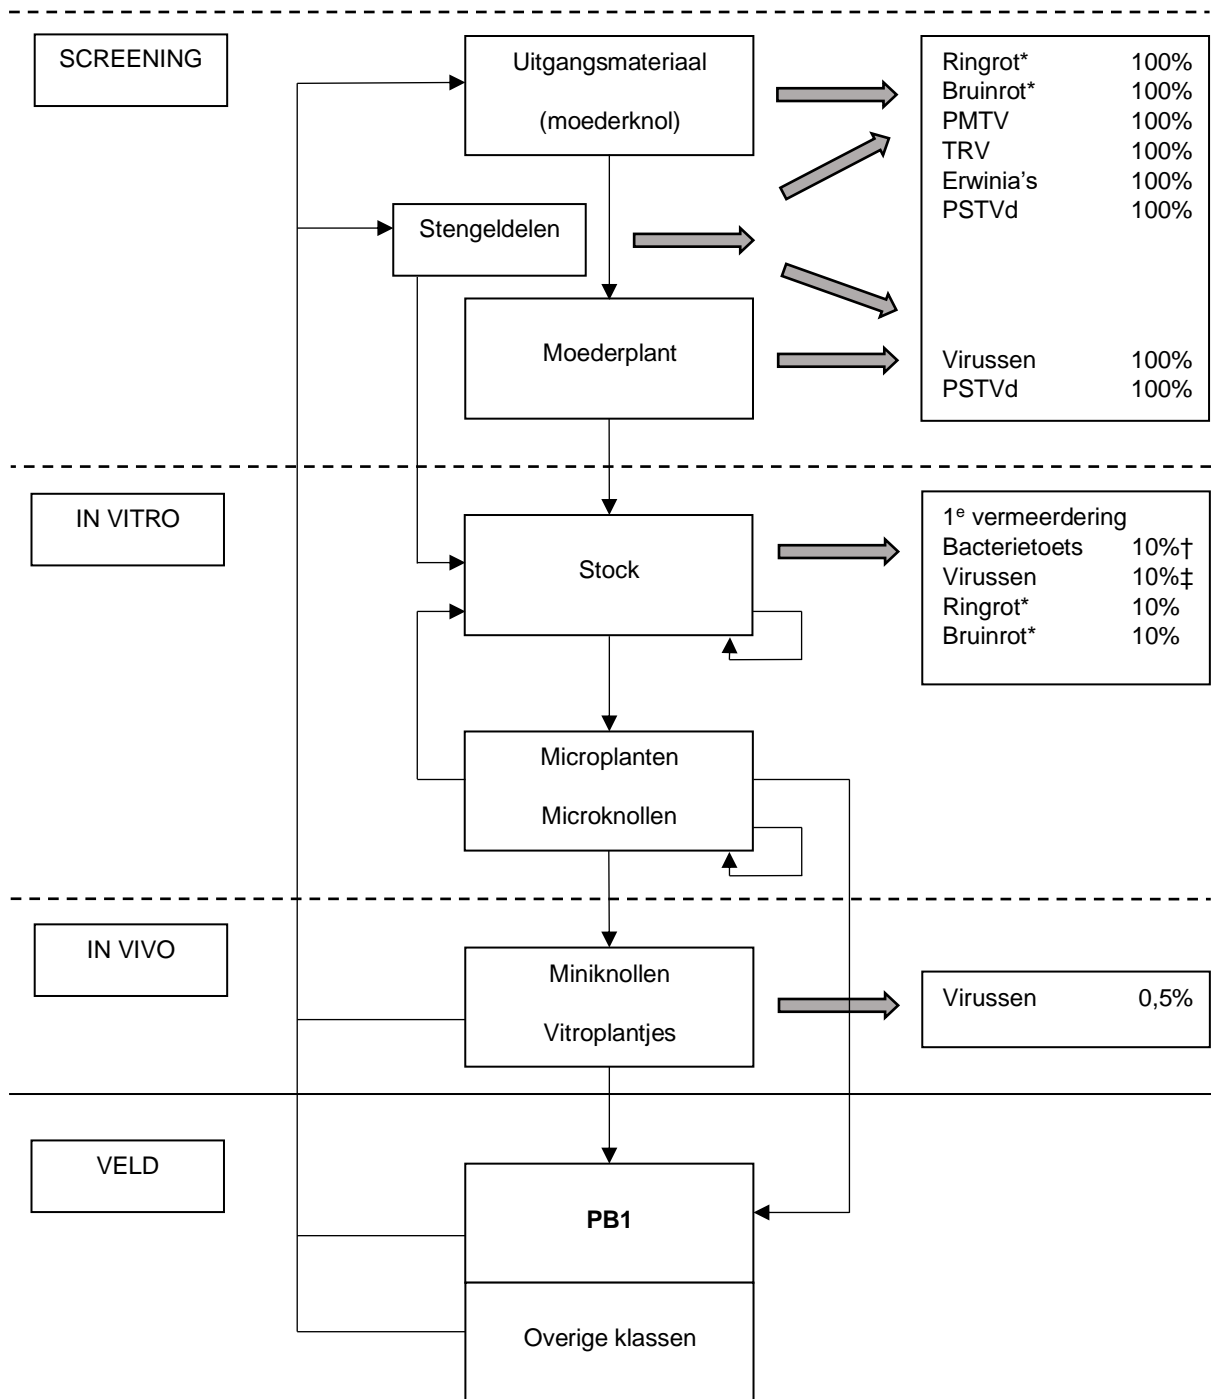 SCREENING
Uitgangsmateriaal
(moederknol)
Ringrot* 100%
Bruinrot* 100%
PMTV 100%
TRV 100%
Erwinia's 100%
PSTVd 100%
Stengeldelen
Moederplant
Virussen 100%
PSTVd 100%
IN VITRO
Stock
1e vermeerdering
Bacterietoets 10%†
Virussen 10%‡
Ringrot* 10%
Bruinrot* 10%
Microplanten
Microknollen
IN VIVO
Miniknollen
Vitroplantjes
Virussen 0,5%
VELD
PB1
Overige klassen